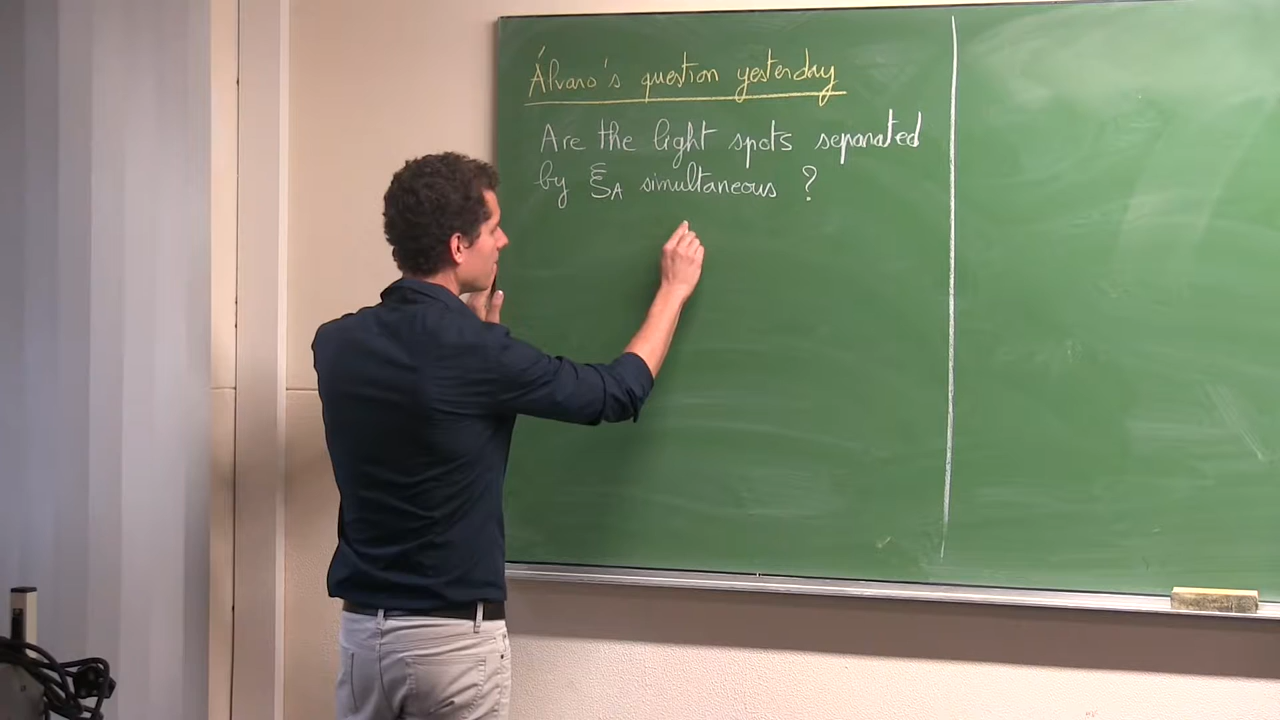 Álvaro's question yesterday
Are the light spots separated
by ξA simultaneous ?